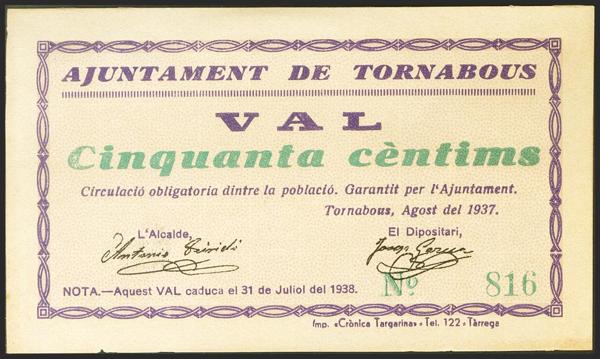 AJUNTAMENT DE TORNABOUS
VAL
Cinquanta cèntims
Circulació obligatoria dintre la població. Garantit per l'Ajuntament.
Tornabous, Agost del 1937.
L'Alcalde, El Dipositari,
Antonio
Nº 816
NOTA.—Aquest VAL caduca el 31 de Juliol del 1938.
Imp. «Crònica Targarina» - Tel. 122 - Tàrrega